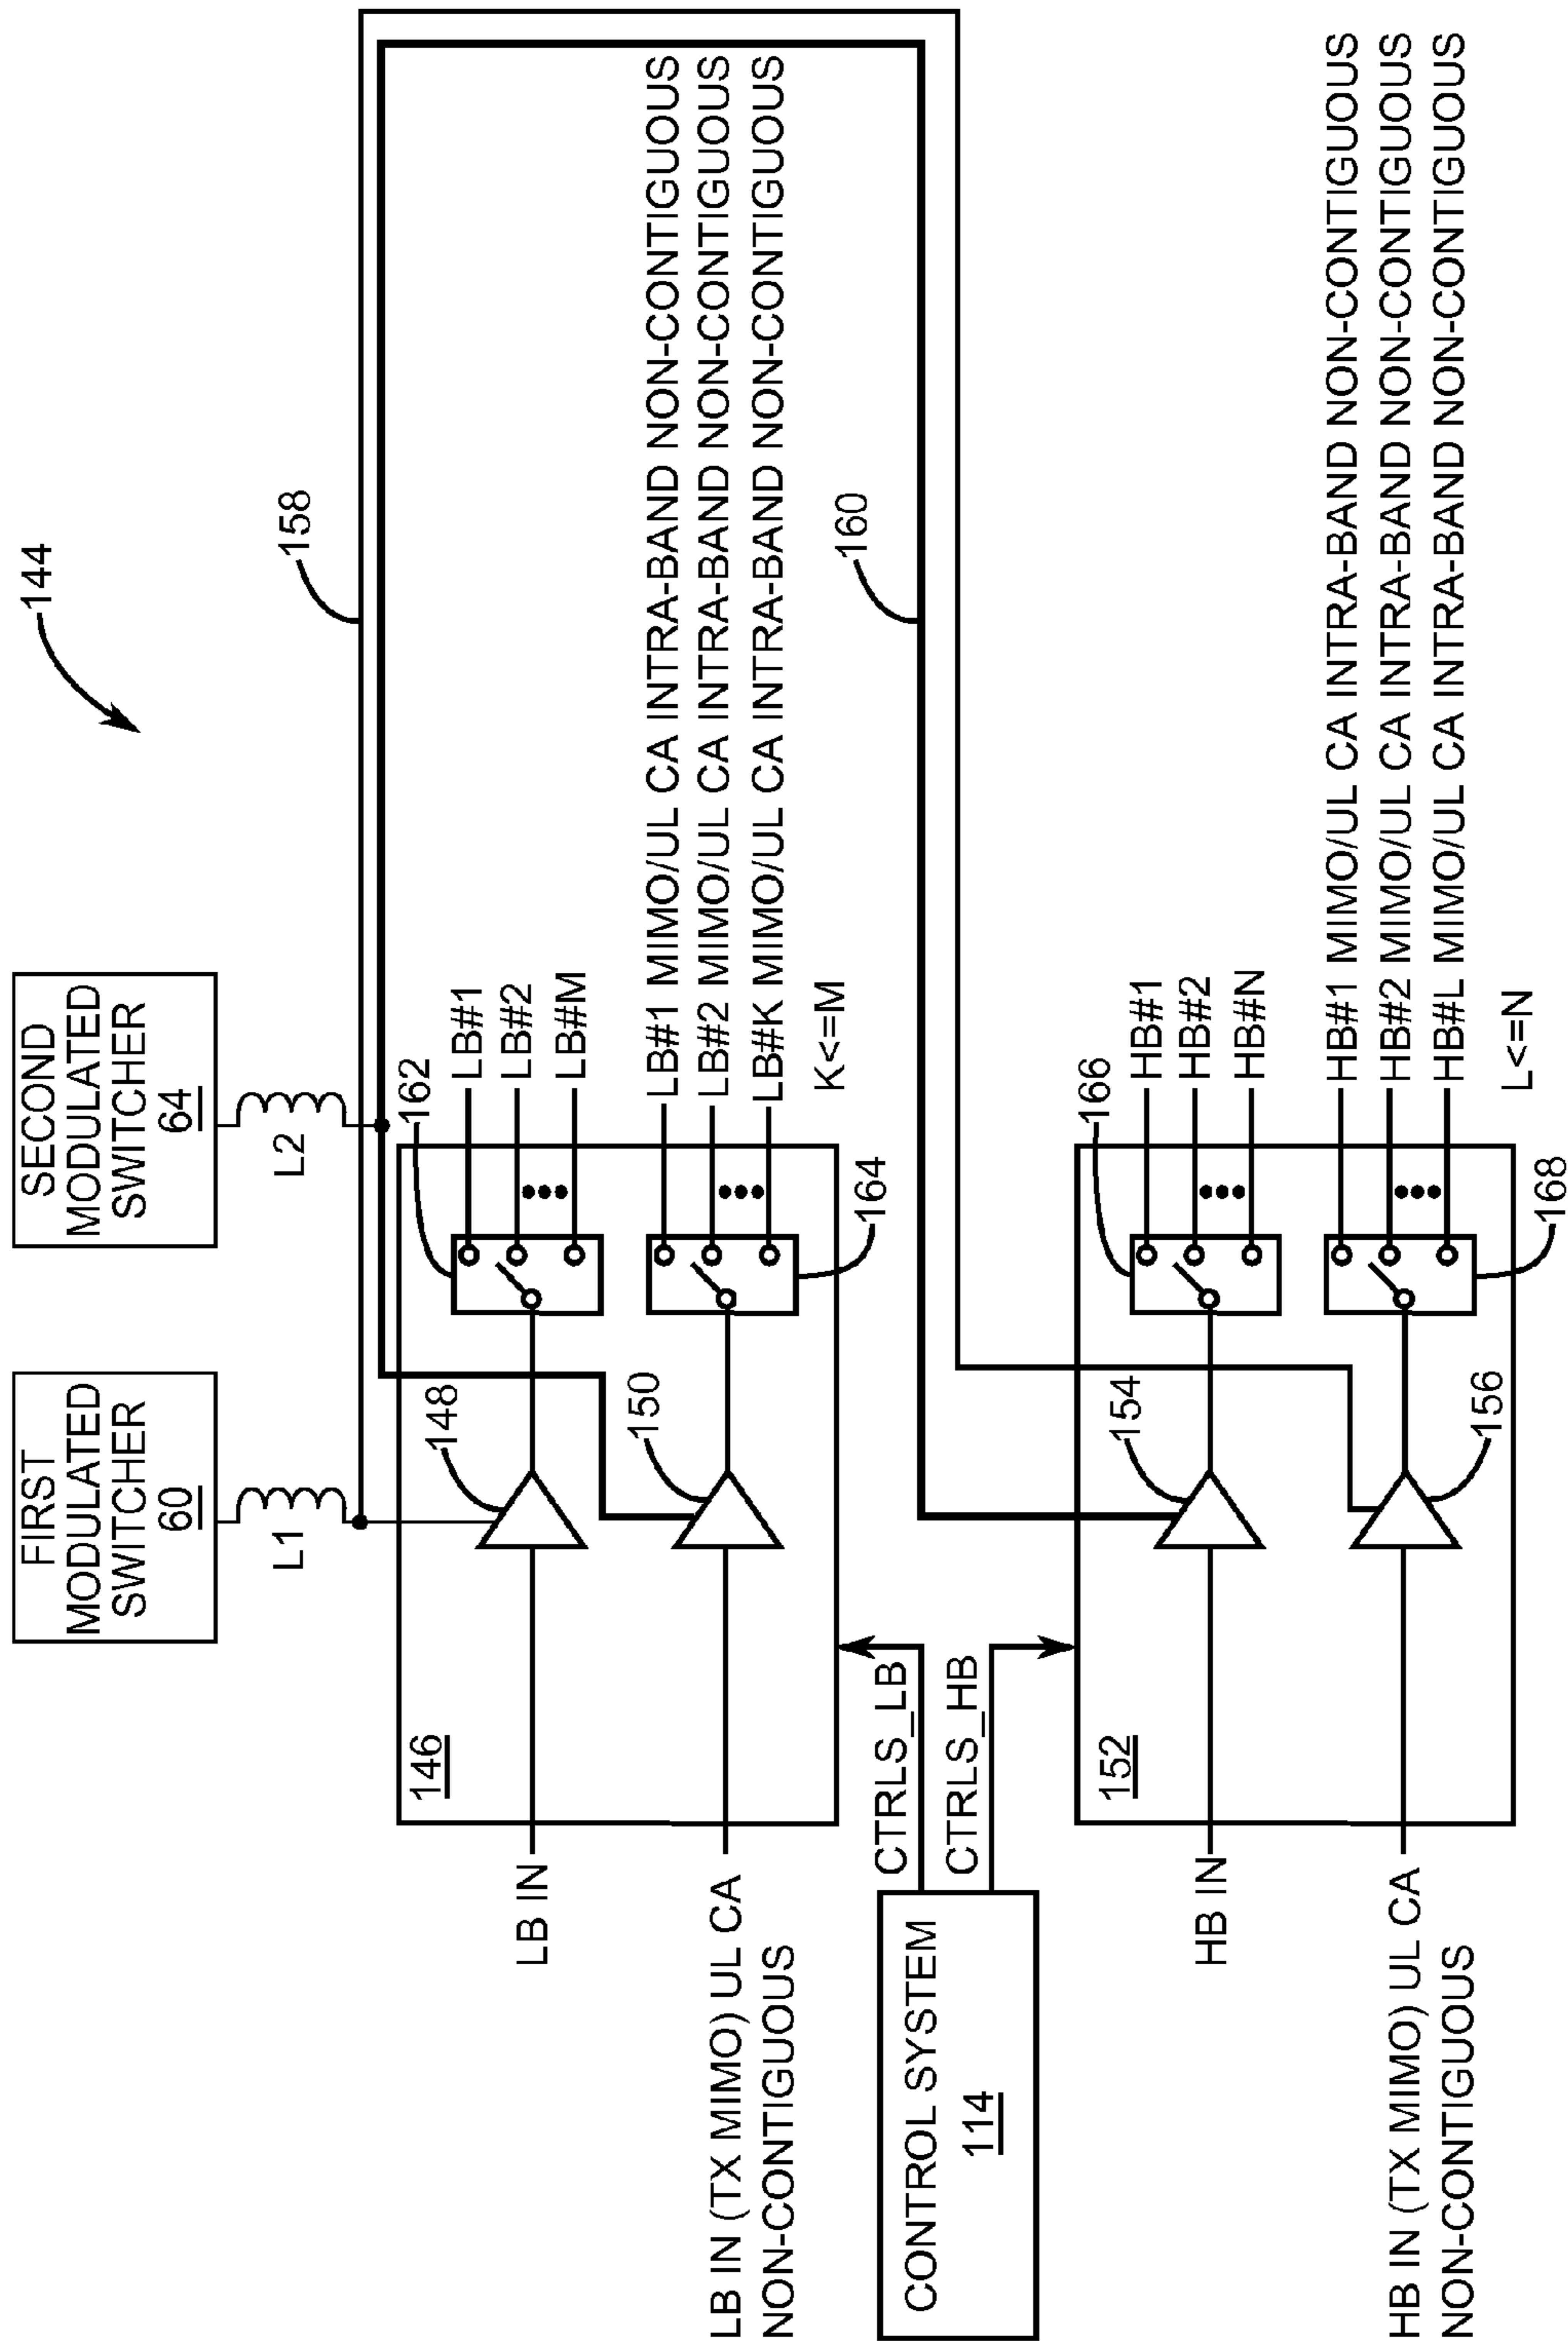 144
FIRST
MODULATED
SWITCHER
60
SECOND
MODULATED
SWITCHER
64
L1
L2
158
146
148
162
LB IN
LB#1
LB#2
LB#M
150
164
LB IN (TX MIMO) UL CA
NON-CONTIGUOUS
LB#1 MIMO/UL CA INTRA-BAND NON-CONTIGUOUS
LB#2 MIMO/UL CA INTRA-BAND NON-CONTIGUOUS
LB#K MIMO/UL CA INTRA-BAND NON-CONTIGUOUS
K<=M
160
CTRLS_LB
CTRLS_HB
CONTROL SYSTEM
114
152
154
166
HB IN
HB#1
HB#2
HB#N
156
168
HB IN (TX MIMO) UL CA
NON-CONTIGUOUS
HB#1 MIMO/UL CA INTRA-BAND NON-CONTIGUOUS
HB#2 MIMO/UL CA INTRA-BAND NON-CONTIGUOUS
HB#L MIMO/UL CA INTRA-BAND NON-CONTIGUOUS
L<=N